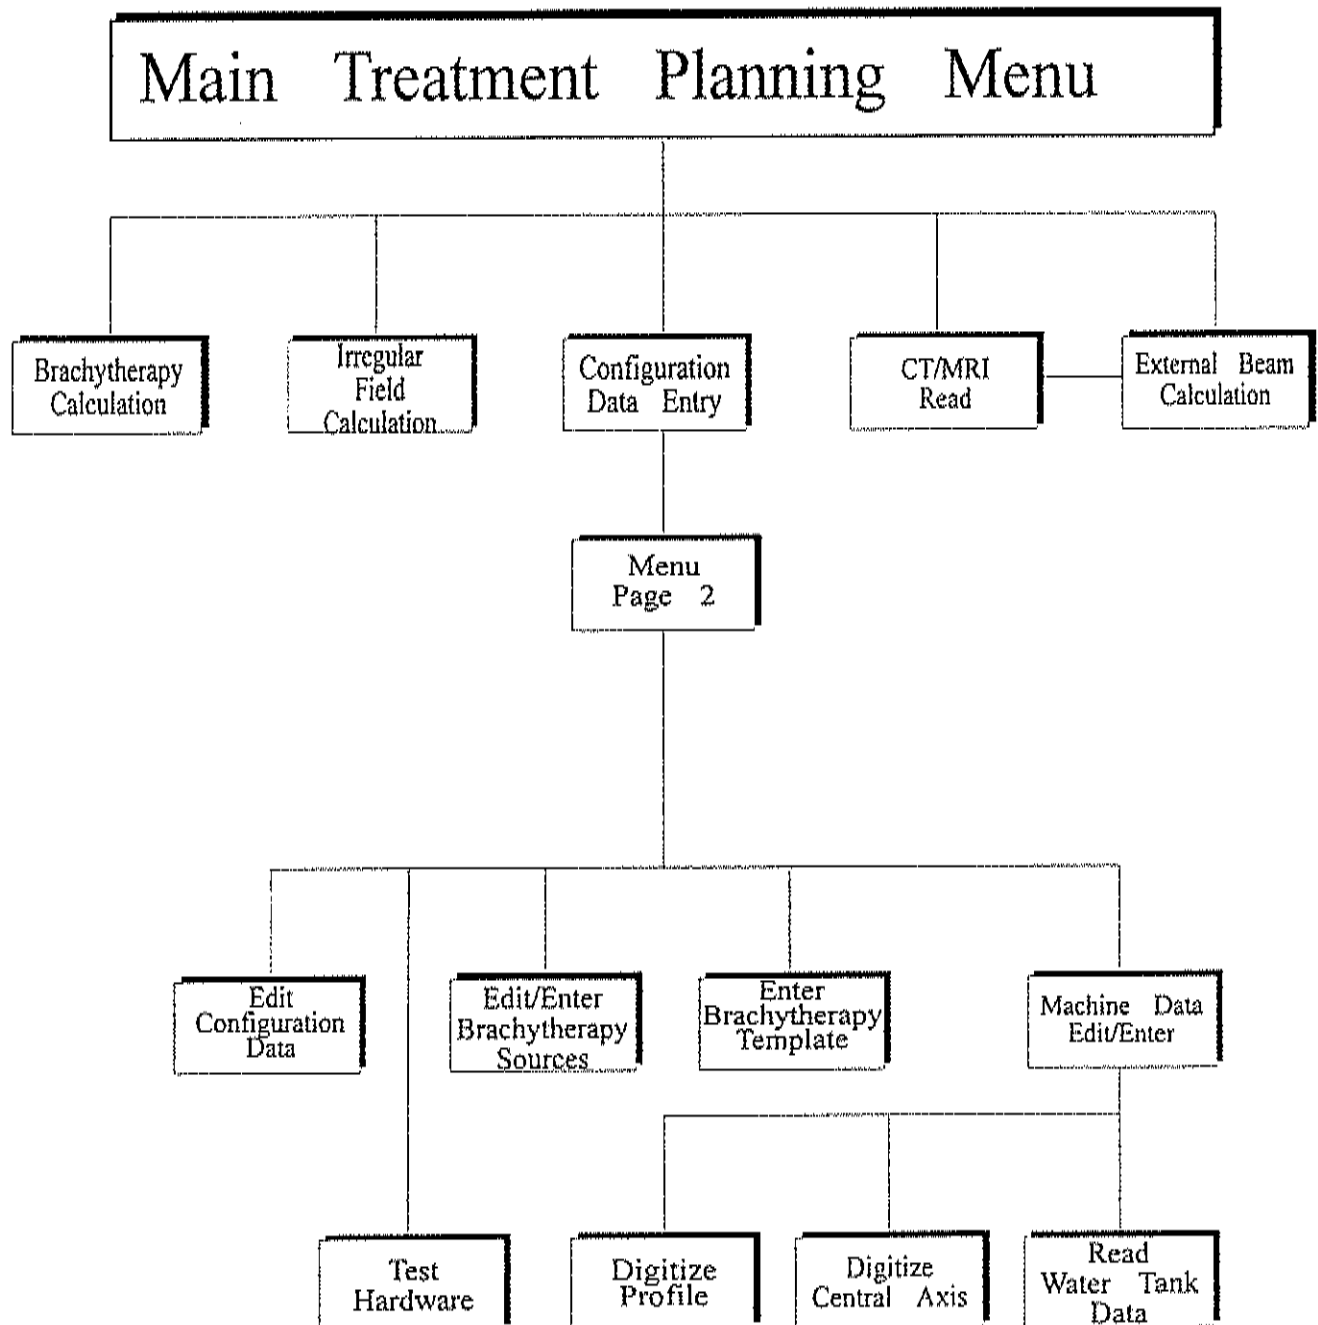 Main Treatment Planning Menu
Brachytherapy
Calculation
Irregular
Field
Calculation
Configuration
Data Entry
CT/MRI
Read
External Beam
Calculation
Menu
Page 2
Edit
Configuration
Data
Edit/Enter
Brachytherapy
Sources
Enter
Brachytherapy
Template
Machine Data
Edit/Enter
Test
Hardware
Digitize
Profile
Digitize
Central Axis
Read
Water Tank
Data